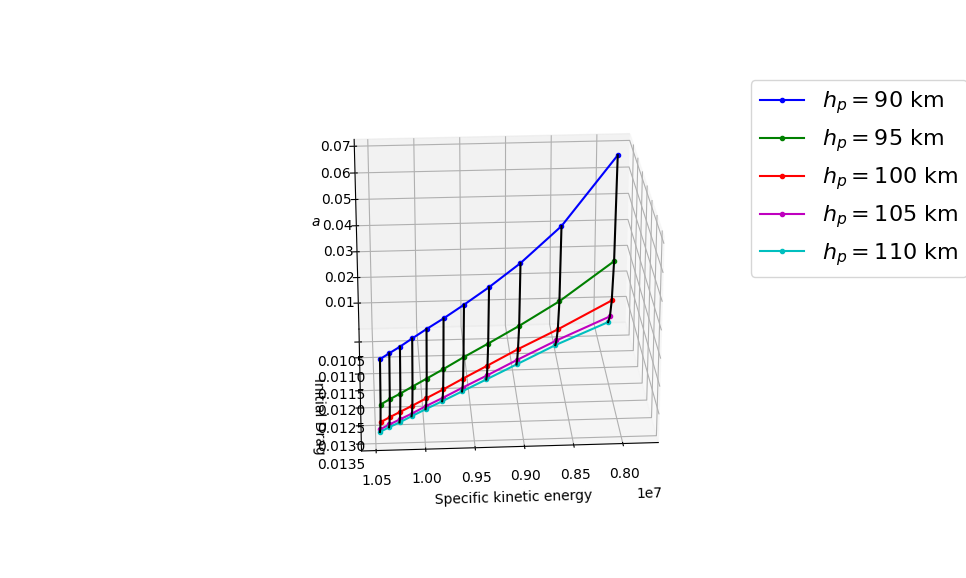 h_p = 90 km
h_p = 95 km
h_p = 100 km
h_p = 105 km
h_p = 110 km
0.07
0.06
0.05
a
0.04
0.03
0.02
0.01
0.0105
0.0110
0.0115
0.0120
0.0125
0.0130
0.0135
Initial Drag
1.05 1.00 0.95 0.90 0.85 0.80
1e7
Specific kinetic energy